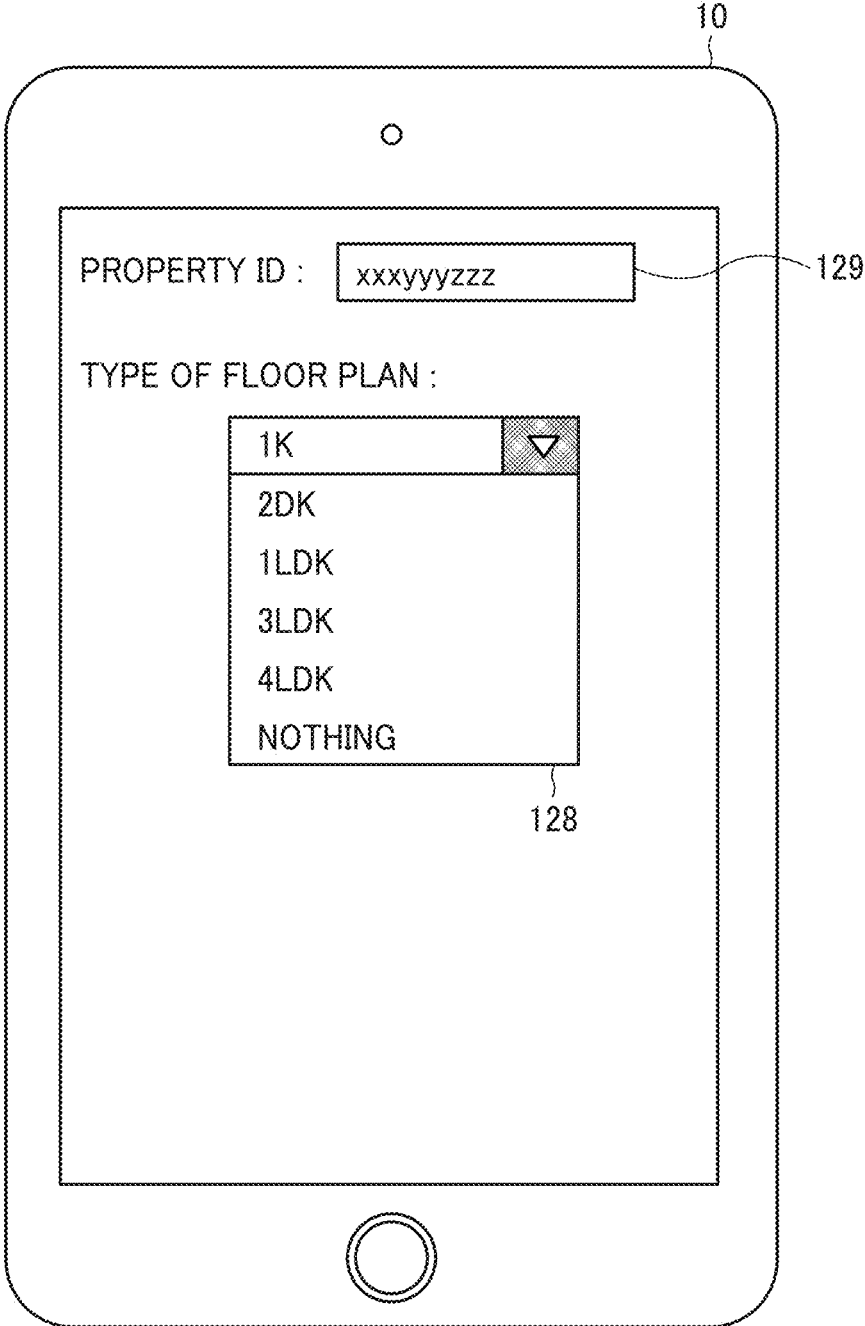 10
PROPERTY ID : xxxyyyzzz
129
TYPE OF FLOOR PLAN :
1K
2DK
1LDK
3LDK
4LDK
NOTHING
128